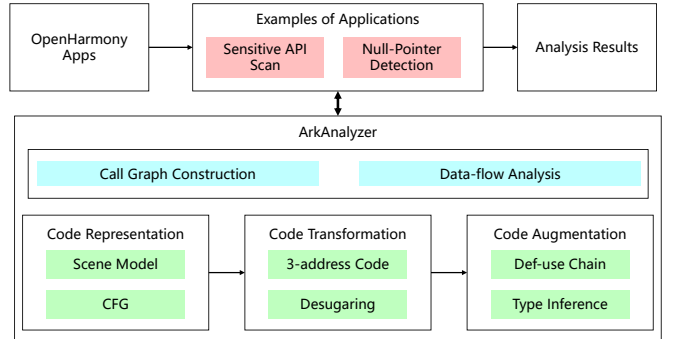 OpenHarmony
Apps
Examples of Applications
Sensitive API
Scan
Null-Pointer
Detection
Analysis Results
ArkAnalyzer
Call Graph Construction
Data-flow Analysis
Code Representation
Scene Model
CFG
Code Transformation
3-address Code
Desugaring
Code Augmentation
Def-use Chain
Type Inference